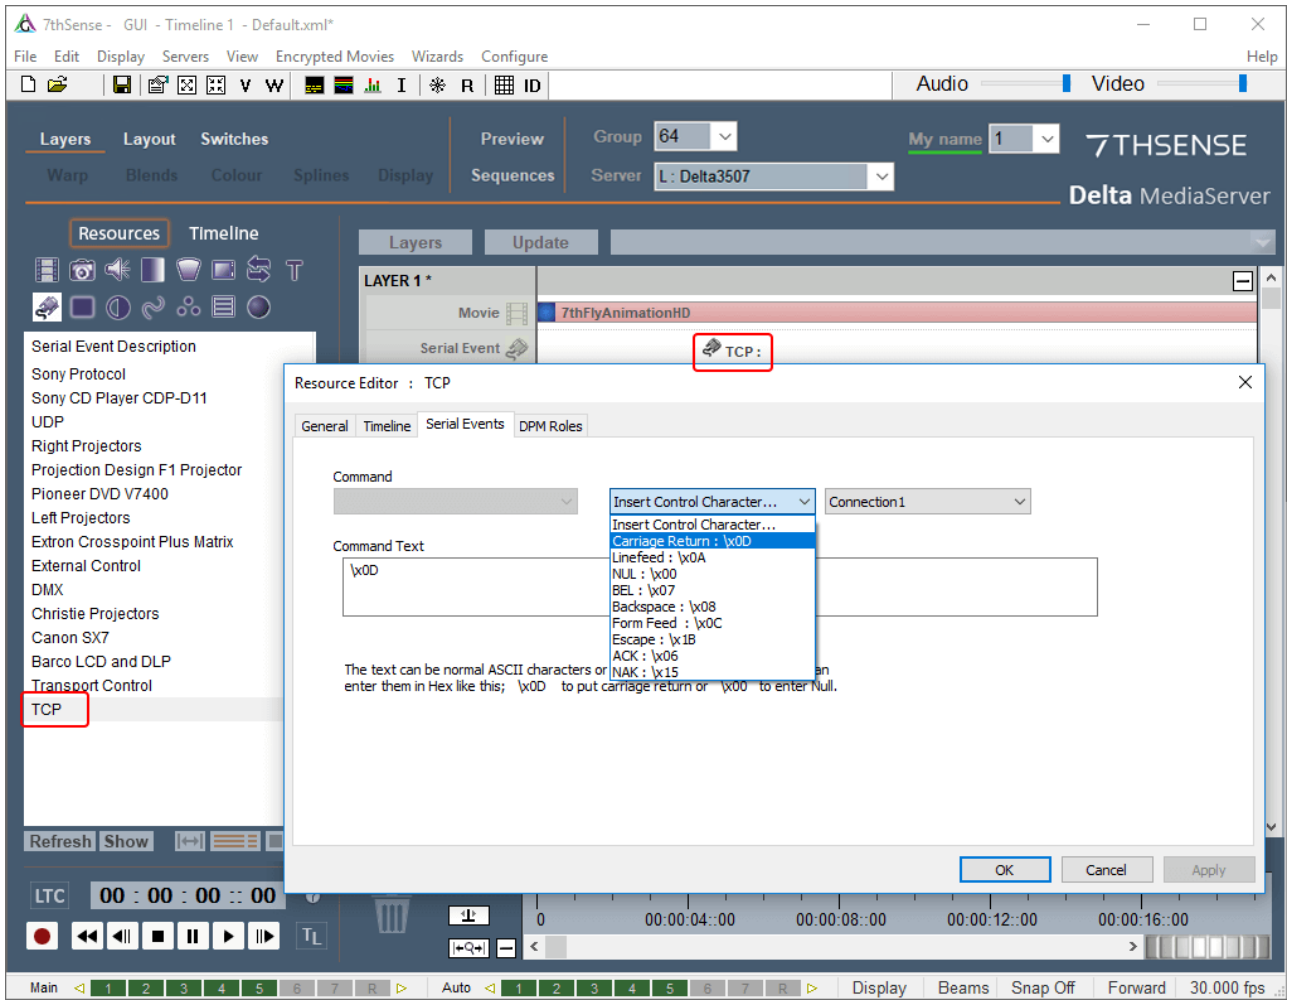 7thSense -   GUI  - Timeline 1  - Default.xml*
File Edit Display Servers View Encrypted Movies Wizards Configure Help
V W I R ID Audio Video
Layers Layout Switches Preview Group 64 My name 1 7THSENSE
Warp Blends Colour Splines Display Sequences Server L : Delta3507
Delta MediaServer
Resources Timeline
Layers Update
T
LAYER 1 *
Movie 7thFlyAnimationHD
Serial Event TCP :
Serial Event Description
Sony Protocol
Sony CD Player CDP-D11
UDP
Right Projectors
Projection Design F1 Projector
Pioneer DVD V7400
Left Projectors
Extron Crosspoint Plus Matrix
External Control
DMX
Christie Projectors
Canon SX7
Barco LCD and DLP
Transport Control
TCP
Resource Editor  :  TCP
General Timeline Serial Events DPM Roles
Command
Insert Control Character... Connection1
Insert Control Character...
Carriage Return : \x0D
Linefeed : \x0A
NUL : \x00
BEL : \x07
Backspace : \x08
Form Feed  : \x0C
Escape : \x1B
ACK : \x06
NAK : \x15
Command Text
\x0D
The text can be normal ASCII characters or an
enter them in Hex like this;   \x0D   to put carriage return or   \x00   to enter Null.
OK Cancel Apply
Refresh Show
LTC 00 : 00 : 00 :: 00
TL
0 00:00:04::00 00:00:08::00 00:00:12::00 00:00:16::00
Main 1 2 3 4 5 6 7 R Auto 1 2 3 4 5 6 7 R Display Beams Snap Off Forward 30.000 fps